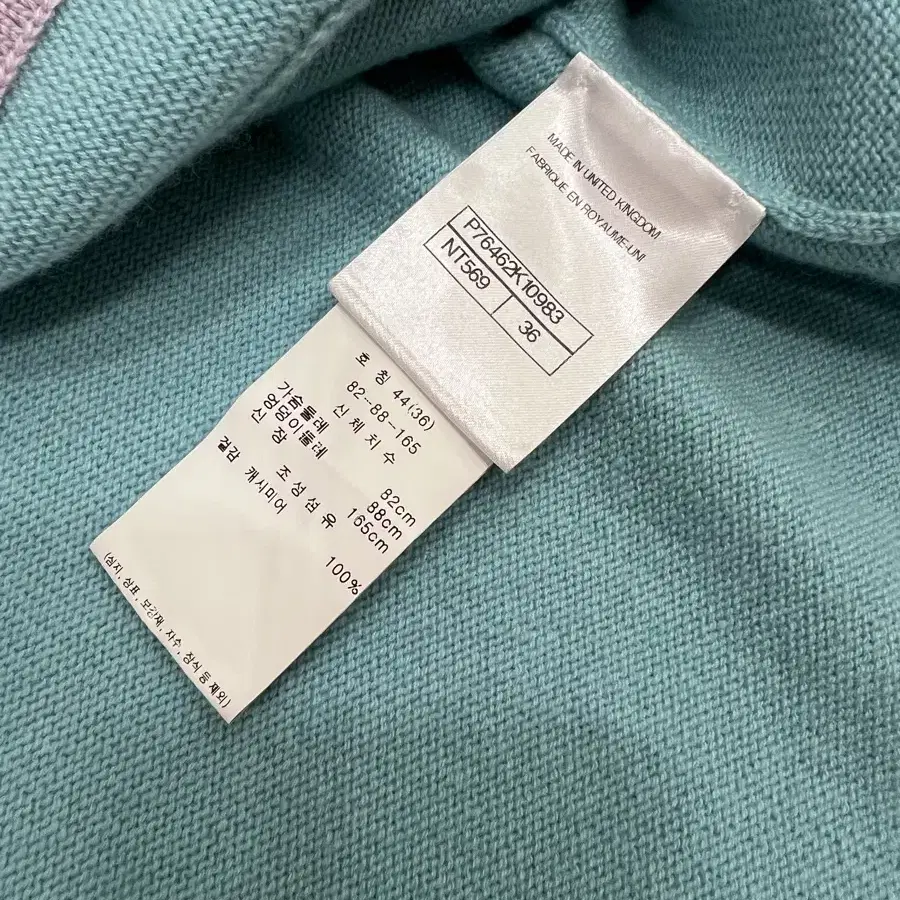 MADE IN UNITED KINGDOM
FABRIQUE EN ROYAUME-UNI
P76462K10983
NT569 36
호 칭 44(36)
82-88-165
신 체 치 수
가슴둘레 82cm
엉덩이둘레 88cm
신 장 165cm
조 성 섬 유
겉감 캐시미어 100%
(심지, 상표, 보강재, 자수, 장식 등 제외)